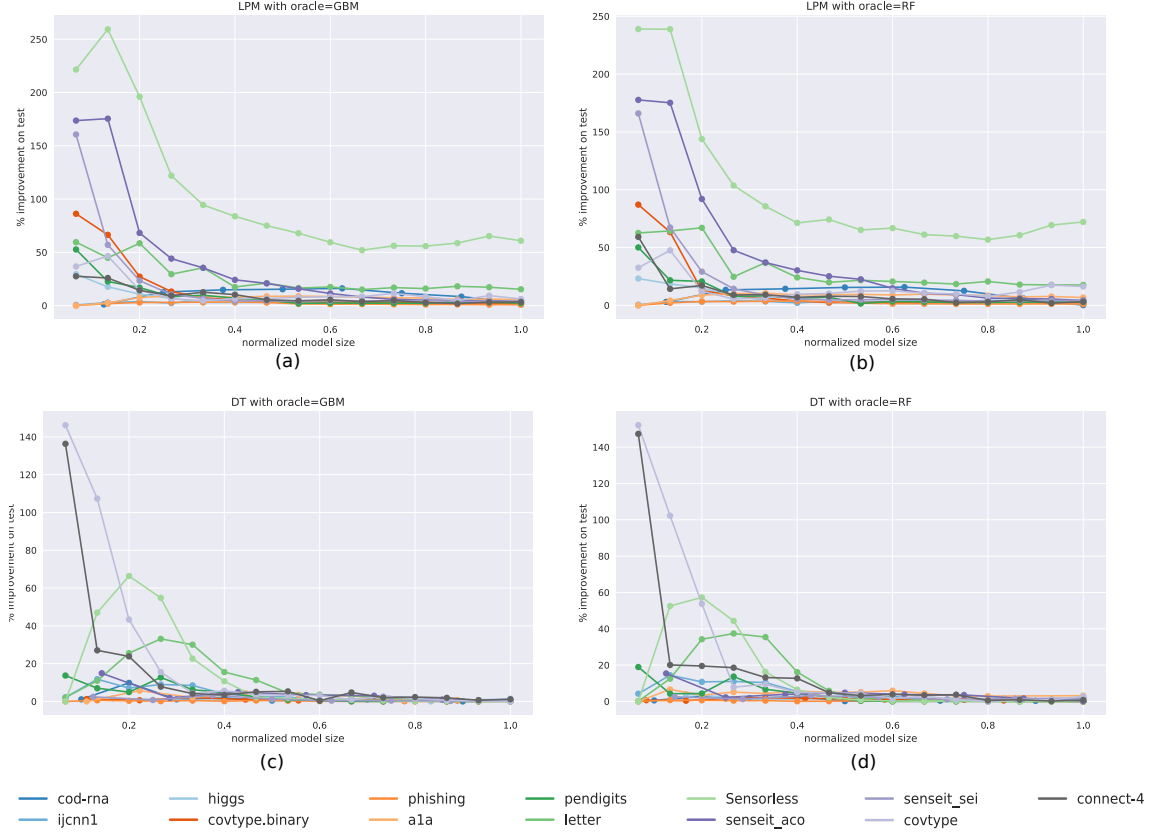 LPM with oracle=GBM
% improvement on test
250
200
150
100
50
0
0.2 0.4 0.6 0.8 1.0
normalized model size
(a)
LPM with oracle=RF
% improvement on test
250
200
150
100
50
0
0.2 0.4 0.6 0.8 1.0
normalized model size
(b)
DT with oracle=GBM
% improvement on test
140
120
100
80
60
40
20
0
0.2 0.4 0.6 0.8 1.0
normalized model size
(c)
DT with oracle=RF
% improvement on test
140
120
100
80
60
40
20
0
0.2 0.4 0.6 0.8 1.0
normalized model size
(d)
cod-rna higgs phishing pendigits Sensorless senseit_sei connect-4
ijcnn1 covtype.binary a1a letter senseit_aco covtype